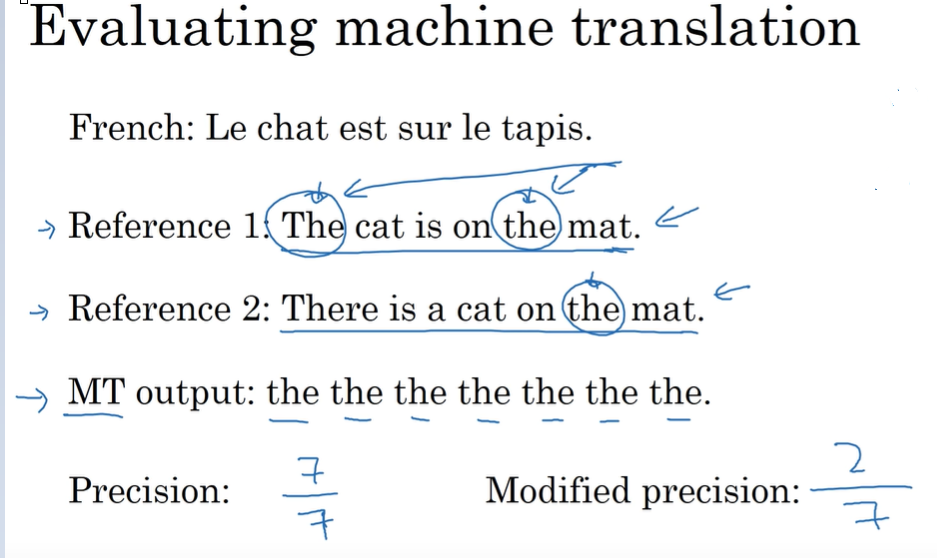 Evaluating machine translation
French: Le chat est sur le tapis.
Reference 1: The cat is on the mat.
Reference 2: There is a cat on the mat.
MT output: the the the the the the the.
Precision: 7/7 Modified precision: 2/7